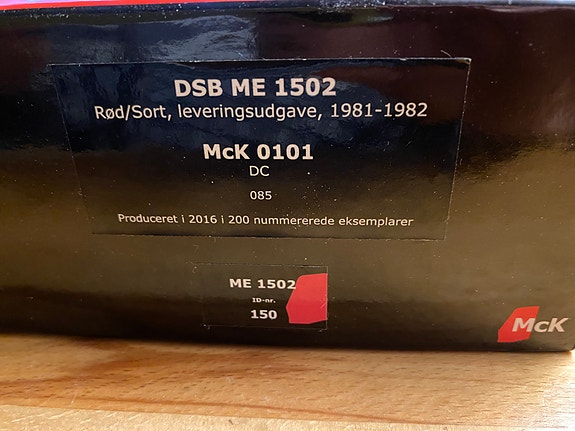 DSB ME 1502
Rød/Sort, leveringsudgave, 1981-1982
McK 0101
DC
085
Produceret i 2016 i 200 nummererede eksemplarer
ME 1502
ID-nr.
150
McK